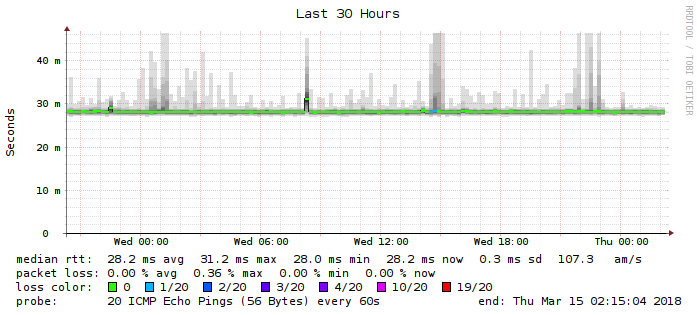 Last 30 Hours
RRDTOOL / TOBI OETIKER
Seconds
40 m
30 m
20 m
10 m
0
Wed 00:00 Wed 06:00 Wed 12:00 Wed 18:00 Thu 00:00
median rtt: 28.2 ms avg 31.2 ms max 28.0 ms min 28.2 ms now 0.3 ms sd 107.3 am/s
packet loss: 0.00 % avg 0.36 % max 0.00 % min 0.00 % now
loss color: 0 1/20 2/20 3/20 4/20 10/20 19/20
probe: 20 ICMP Echo Pings (56 Bytes) every 60s end: Thu Mar 15 02:15:04 2018